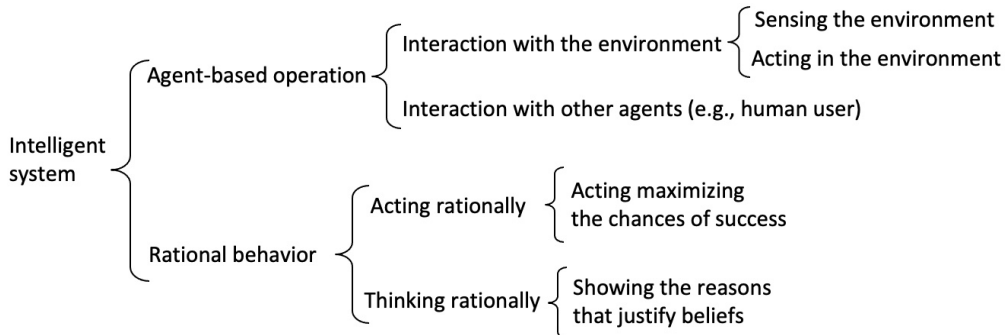 Sensing the environment
Interaction with the environment
Acting in the environment
Agent-based operation
Interaction with other agents (e.g., human user)
Intelligent
system
Acting rationally
Acting maximizing
the chances of success
Rational behavior
Thinking rationally
Showing the reasons
that justify beliefs